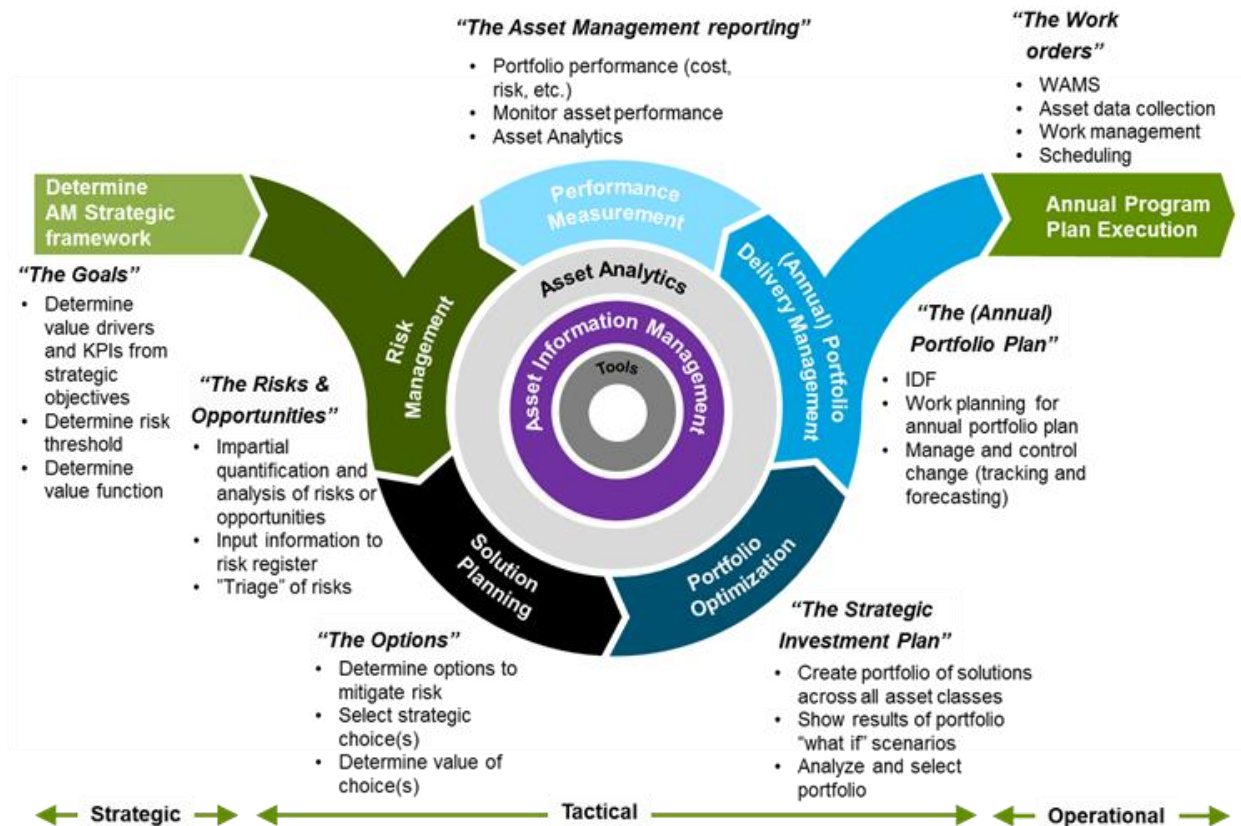 “The Asset Management reporting”
• Portfolio performance (cost,
risk, etc.)
• Monitor asset performance
• Asset Analytics
“The Work
orders”
• WAMS
• Asset data collection
• Work management
• Scheduling
Determine
AM Strategic
framework
Performance
Measurement
Annual Program
Plan Execution
“The Goals”
• Determine
value drivers
and KPIs from
strategic
objectives
• Determine risk
threshold
• Determine
value function
Risk
Management
Asset Analytics
Asset Information Management
Tools
(Annual) Portfolio
Delivery Management
“The (Annual)
Portfolio Plan”
• IDF
• Work planning for
annual portfolio plan
• Manage and control
change (tracking and
forecasting)
“The Risks &
Opportunities”
• Impartial
quantification and
analysis of risks or
opportunities
• Input information to
risk register
• ”Triage” of risks
Solution
Planning
Portfolio
Optimization
“The Options”
• Determine options to
mitigate risk
• Select strategic
choice(s)
• Determine value of
choice(s)
“The Strategic
Investment Plan”
• Create portfolio of solutions
across all asset classes
• Show results of portfolio
“what if” scenarios
• Analyze and select
portfolio
Strategic
Tactical
Operational